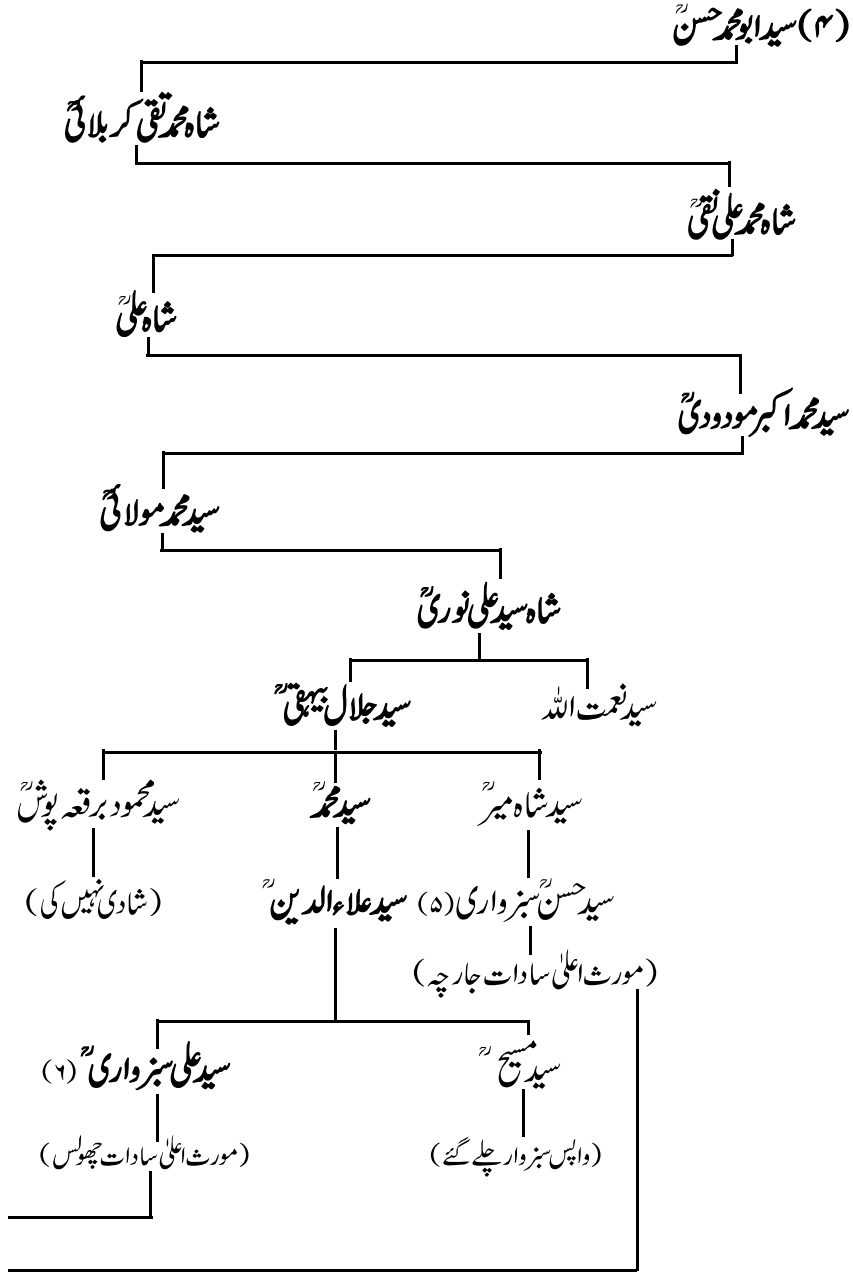 (۴) سید ابو محمد حسنؒ
شاہ محمد تقی کربلائیؒ
شاہ محمد علی نقیؒ
شاہ علیؒ
سید محمد اکبر مودودیؒ
سید محمد مولائیؒ
شاہ سید علی نوریؒ
سید نعمت اللہ سید جلال بیہقیؒ
سید شاہ میرؒ سید محمدؒ سید محمود برقعہ پوشؒ
سید حسنؒ سبزواری (۵) سید علاءالدینؒ (شادی نہیں کی)
(مورث اعلیٰ سادات جارچہ)
سید مسیحؒ سید علی سبزواریؒ (۶)
(واپس سبزوار چلے گئے) (مورث اعلیٰ سادات چھولس)